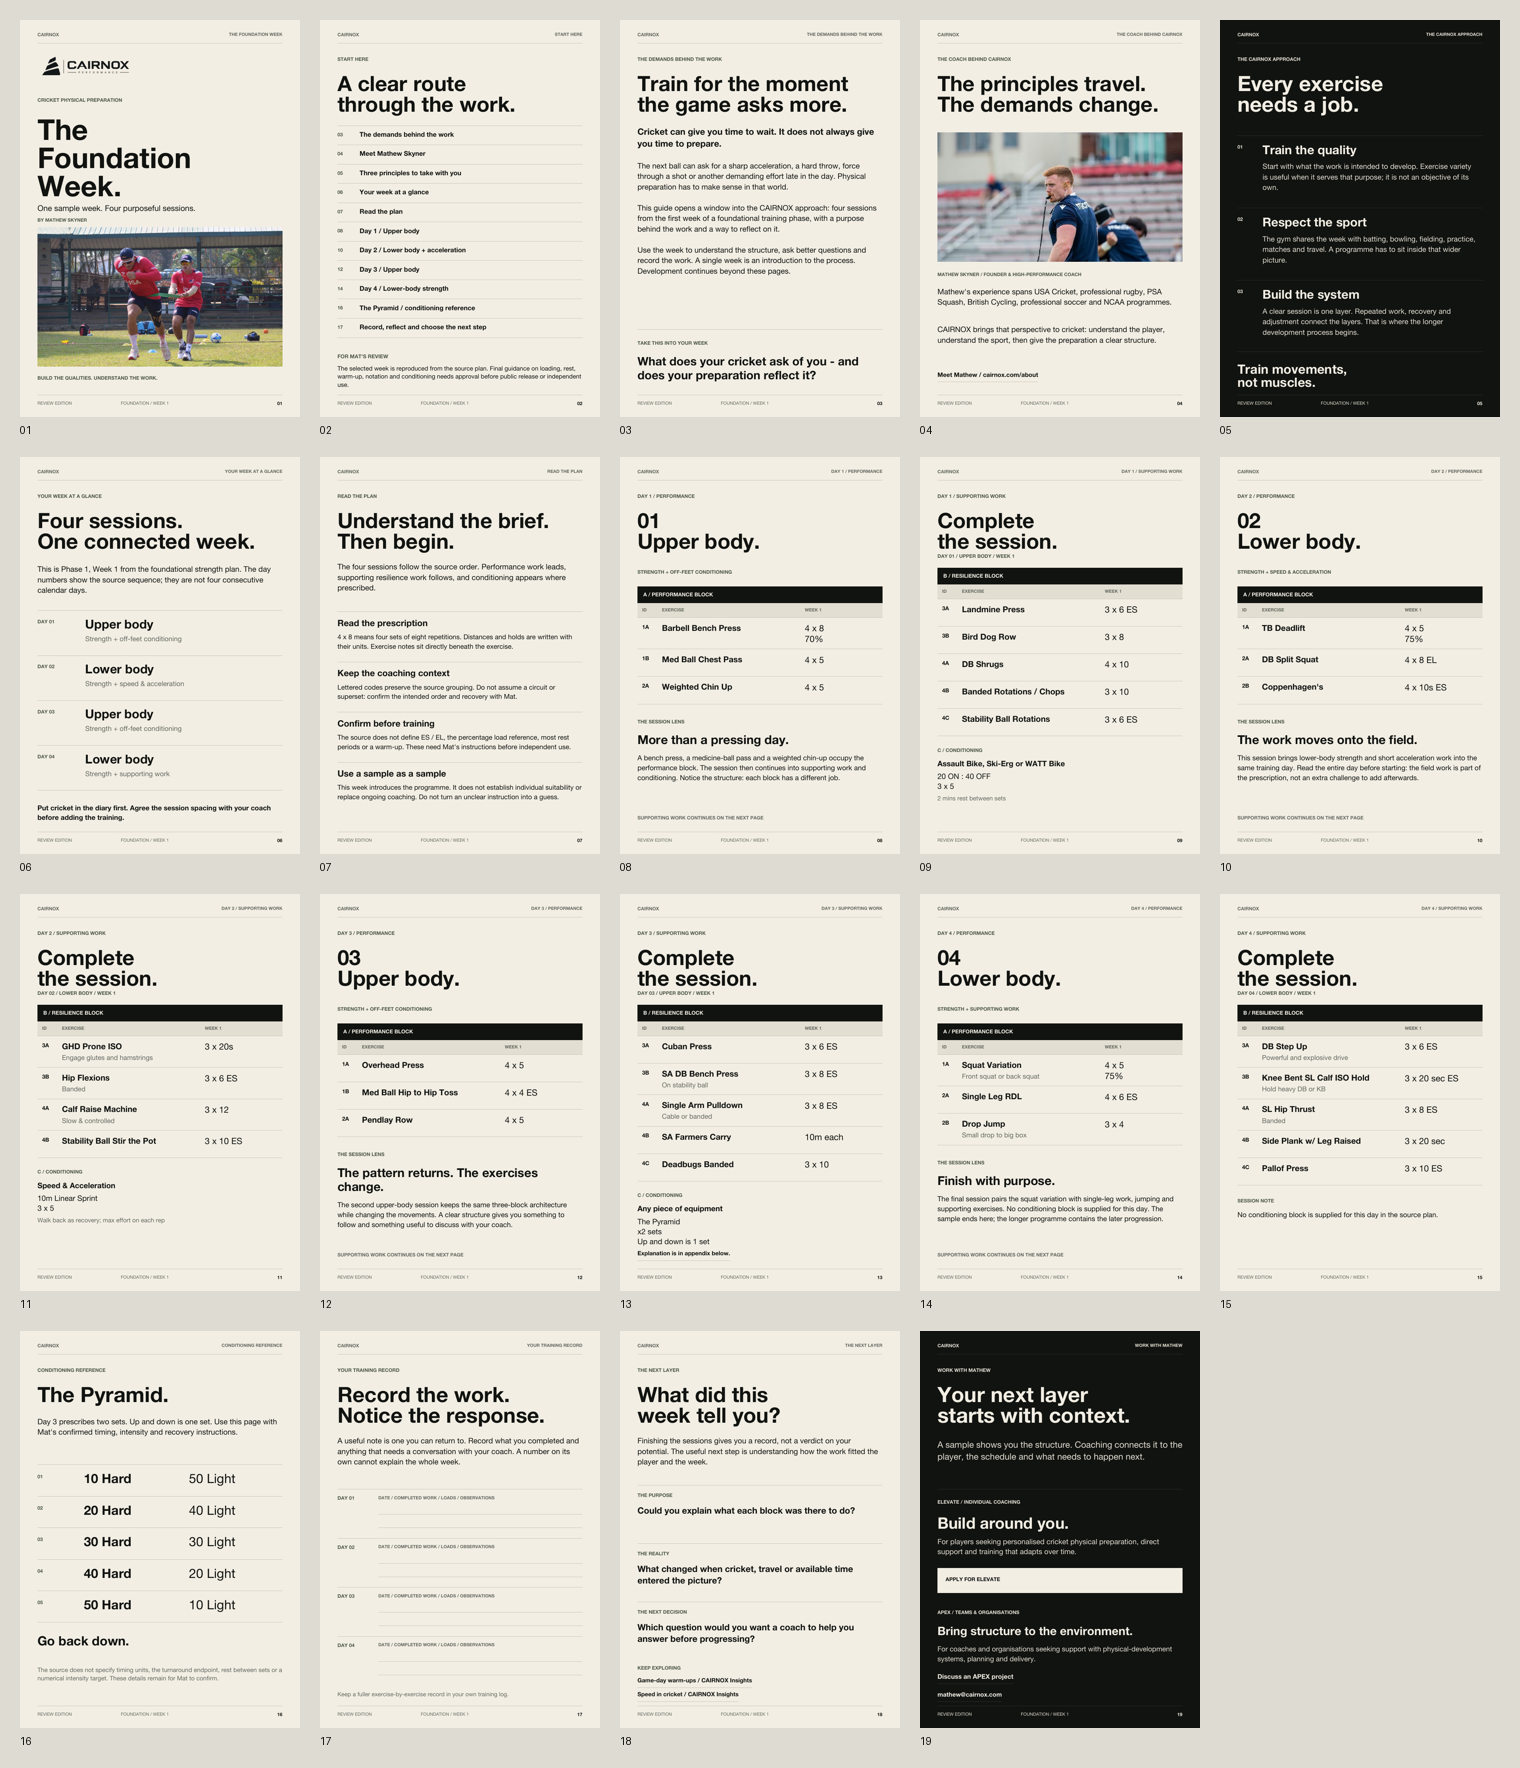 CAIRNOX
THE FOUNDATION WEEK
CAIRNOX
PERFORMANCE
CRICKET PHYSICAL PREPARATION
The
Foundation
Week.
One sample week. Four purposeful sessions.
BY MATHEW SKYNER
BUILD THE QUALITIES. UNDERSTAND THE WORK.
REVIEW EDITION
FOUNDATION / WEEK 1
01
01
CAIRNOX
START HERE
START HERE
A clear route
through the work.
03 The demands behind the work
04 Meet Mathew Skyner
05 Three principles to take with you
06 Your week at a glance
07 Read the plan
08 Day 1 / Upper body
10 Day 2 / Lower body + acceleration
12 Day 3 / Upper body
14 Day 4 / Lower-body strength
16 The Pyramid / conditioning reference
17 Record, reflect and choose the next step
FOR MAT'S REVIEW
The selected week is reproduced from the source plan. Final guidance on loading, rest,
warm-up, notation and conditioning needs approval before public release or independent
use.
REVIEW EDITION
FOUNDATION / WEEK 1
02
02
CAIRNOX
THE DEMANDS BEHIND THE WORK
THE DEMANDS BEHIND THE WORK
Train for the moment
the game asks more.
Cricket can give you time to wait. It does not always give
you time to prepare.
The next ball can ask for a sharp acceleration, a hard throw, force
through a shot or another demanding effort late in the day. Physical
preparation has to make sense in that world.
This guide opens a window into the CAIRNOX approach: four sessions
from the first week of a foundational training phase, with a purpose
behind the work and a way to reflect on it.
Use the week to understand the structure, ask better questions and
record the work. A single week is an introduction to the process.
Development continues beyond these pages.
TAKE THIS INTO YOUR WEEK
What does your cricket ask of you - and
does your preparation reflect it?
REVIEW EDITION
FOUNDATION / WEEK 1
03
03
CAIRNOX
THE COACH BEHIND CAIRNOX
THE COACH BEHIND CAIRNOX
The principles travel.
The demands change.
MATHEW SKYNER / FOUNDER & HIGH-PERFORMANCE COACH
Mathew's experience spans USA Cricket, professional rugby, PSA
Squash, British Cycling, professional soccer and NCAA programmes.
CAIRNOX brings that perspective to cricket: understand the player,
understand the sport, then give the preparation a clear structure.
Meet Mathew / cairnox.com/about
REVIEW EDITION
FOUNDATION / WEEK 1
04
04
CAIRNOX
THE CAIRNOX APPROACH
THE CAIRNOX APPROACH
Every exercise
needs a job.
01 Train the quality
Start with what the work is intended to develop. Exercise variety
is useful when it serves that purpose; it is not an objective of its
own.
02 Respect the sport
The gym shares the week with batting, bowling, fielding, practice,
matches and travel. A programme has to sit inside that wider
picture.
03 Build the system
A clear session is one layer. Repeated work, recovery and
adjustment connect the layers. That is where the longer
development process begins.
Train movements,
not muscles.
REVIEW EDITION
FOUNDATION / WEEK 1
05
05
CAIRNOX
YOUR WEEK AT A GLANCE
YOUR WEEK AT A GLANCE
Four sessions.
One connected week.
This is Phase 1, Week 1 from the foundational strength plan. The day
numbers show the source sequence; they are not four consecutive
calendar days.
DAY 01 Upper body
Strength + off-feet conditioning
DAY 02 Lower body
Strength + speed & acceleration
DAY 03 Upper body
Strength + off-feet conditioning
DAY 04 Lower body
Strength + supporting work
Put cricket in the diary first. Agree the session spacing with your coach
before adding the training.
REVIEW EDITION
FOUNDATION / WEEK 1
06
06
CAIRNOX
READ THE PLAN
READ THE PLAN
Understand the brief.
Then begin.
The four sessions follow the source order. Performance work leads,
supporting resilience work follows, and conditioning appears where
prescribed.
Read the prescription
4 x 8 means four sets of eight repetitions. Distances and holds are written with
their units. Exercise notes sit directly beneath the exercise.
Keep the coaching context
Lettered codes preserve the source grouping. Do not assume a circuit or
superset: confirm the intended order and recovery with Mat.
Confirm before training
The source does not define ES / EL, the percentage load reference, most rest
periods or a warm-up. These need Mat's instructions before independent use.
Use a sample as a sample
This week introduces the programme. It does not establish individual suitability or
replace ongoing coaching. Do not turn an unclear instruction into a guess.
REVIEW EDITION
FOUNDATION / WEEK 1
07
07
CAIRNOX
DAY 1 / PERFORMANCE
DAY 1 / PERFORMANCE
01
Upper body.
STRENGTH + OFF-FEET CONDITIONING
A / PERFORMANCE BLOCK
ID EXERCISE WEEK 1
1A Barbell Bench Press 4 x 8
70%
1B Med Ball Chest Pass 4 x 5
2A Weighted Chin Up 4 x 5
THE SESSION LENS
More than a pressing day.
A bench press, a medicine-ball pass and a weighted chin-up occupy the
performance block. The session then continues into supporting work and
conditioning. Notice the structure: each block has a different job.
SUPPORTING WORK CONTINUES ON THE NEXT PAGE
REVIEW EDITION
FOUNDATION / WEEK 1
08
08
CAIRNOX
DAY 1 / SUPPORTING WORK
DAY 1 / SUPPORTING WORK
Complete
the session.
DAY 01 / UPPER BODY / WEEK 1
B / RESILIENCE BLOCK
ID EXERCISE WEEK 1
3A Landmine Press 3 x 6 ES
3B Bird Dog Row 3 x 8
4A DB Shrugs 4 x 10
4B Banded Rotations / Chops 3 x 10
4C Stability Ball Rotations 3 x 6 ES
C / CONDITIONING
Assault Bike, Ski-Erg or WATT Bike
20 ON : 40 OFF
3 x 5
2 mins rest between sets
REVIEW EDITION
FOUNDATION / WEEK 1
09
09
CAIRNOX
DAY 2 / PERFORMANCE
DAY 2 / PERFORMANCE
02
Lower body.
STRENGTH + SPEED & ACCELERATION
A / PERFORMANCE BLOCK
ID EXERCISE WEEK 1
1A TB Deadlift 4 x 5
75%
2A DB Split Squat 4 x 8 EL
2B Coppenhagen's 4 x 10s ES
THE SESSION LENS
The work moves onto the field.
This session brings lower-body strength and short acceleration work into the
same training day. Read the entire day before starting: the field work is part of
the prescription, not an extra challenge to add afterwards.
SUPPORTING WORK CONTINUES ON THE NEXT PAGE
REVIEW EDITION
FOUNDATION / WEEK 1
10
10
CAIRNOX
DAY 2 / SUPPORTING WORK
DAY 2 / SUPPORTING WORK
Complete
the session.
DAY 02 / LOWER BODY / WEEK 1
B / RESILIENCE BLOCK
ID EXERCISE WEEK 1
3A GHD Prone ISO 3 x 20s
Engage glutes and hamstrings
3B Hip Flexions 3 x 6 ES
Banded
4A Calf Raise Machine 3 x 12
Slow & controlled
4B Stability Ball Stir the Pot 3 x 10 ES
C / CONDITIONING
Speed & Acceleration
10m Linear Sprint
3 x 5
Walk back as recovery; max effort on each rep
REVIEW EDITION
FOUNDATION / WEEK 1
11
11
CAIRNOX
DAY 3 / PERFORMANCE
DAY 3 / PERFORMANCE
03
Upper body.
STRENGTH + OFF-FEET CONDITIONING
A / PERFORMANCE BLOCK
ID EXERCISE WEEK 1
1A Overhead Press 4 x 5
1B Med Ball Hip to Hip Toss 4 x 4 ES
2A Pendlay Row 4 x 5
THE SESSION LENS
The pattern returns. The exercises
change.
The second upper-body session keeps the same three-block architecture
while changing the movements. A clear structure gives you something to
follow and something useful to discuss with your coach.
SUPPORTING WORK CONTINUES ON THE NEXT PAGE
REVIEW EDITION
FOUNDATION / WEEK 1
12
12
CAIRNOX
DAY 3 / SUPPORTING WORK
DAY 3 / SUPPORTING WORK
Complete
the session.
DAY 03 / UPPER BODY / WEEK 1
B / RESILIENCE BLOCK
ID EXERCISE WEEK 1
3A Cuban Press 3 x 6 ES
3B SA DB Bench Press 3 x 8 ES
On stability ball
4A Single Arm Pulldown 3 x 8 ES
Cable or banded
4B SA Farmers Carry 10m each
4C Deadbugs Banded 3 x 10
C / CONDITIONING
Any piece of equipment
The Pyramid
x2 sets
Up and down is 1 set
Explanation is in appendix below.
REVIEW EDITION
FOUNDATION / WEEK 1
13
13
CAIRNOX
DAY 4 / PERFORMANCE
DAY 4 / PERFORMANCE
04
Lower body.
STRENGTH + SUPPORTING WORK
A / PERFORMANCE BLOCK
ID EXERCISE WEEK 1
1A Squat Variation 4 x 5
Front squat or back squat 75%
2A Single Leg RDL 4 x 6 ES
2B Drop Jump 3 x 4
Small drop to big box
THE SESSION LENS
Finish with purpose.
The final session pairs the squat variation with single-leg work, jumping and
supporting exercises. No conditioning block is supplied for this day. The
sample ends here; the longer programme contains the later progression.
SUPPORTING WORK CONTINUES ON THE NEXT PAGE
REVIEW EDITION
FOUNDATION / WEEK 1
14
14
CAIRNOX
DAY 4 / SUPPORTING WORK
DAY 4 / SUPPORTING WORK
Complete
the session.
DAY 04 / LOWER BODY / WEEK 1
B / RESILIENCE BLOCK
ID EXERCISE WEEK 1
3A DB Step Up 3 x 6 ES
Powerful and explosive drive
3B Knee Bent SL Calf ISO Hold 3 x 20 sec ES
Hold heavy DB or KB
4A SL Hip Thrust 3 x 8 ES
Banded
4B Side Plank w/ Leg Raised 3 x 20 sec
4C Pallof Press 3 x 10 ES
SESSION NOTE
No conditioning block is supplied for this day in the source plan.
REVIEW EDITION
FOUNDATION / WEEK 1
15
15
CAIRNOX
CONDITIONING REFERENCE
CONDITIONING REFERENCE
The Pyramid.
Day 3 prescribes two sets. Up and down is one set. Use this page with
Mat's confirmed timing, intensity and recovery instructions.
01 10 Hard 50 Light
02 20 Hard 40 Light
03 30 Hard 30 Light
04 40 Hard 20 Light
05 50 Hard 10 Light
Go back down.
The source does not specify timing units, the turnaround endpoint, rest between sets or a
numerical intensity target. These details remain for Mat to confirm.
REVIEW EDITION
FOUNDATION / WEEK 1
16
16
CAIRNOX
YOUR TRAINING RECORD
YOUR TRAINING RECORD
Record the work.
Notice the response.
A useful note is one you can return to. Record what you completed and
anything that needs a conversation with your coach. A number on its
own cannot explain the whole week.
DAY 01 DATE / COMPLETED WORK / LOADS / OBSERVATIONS
DAY 02 DATE / COMPLETED WORK / LOADS / OBSERVATIONS
DAY 03 DATE / COMPLETED WORK / LOADS / OBSERVATIONS
DAY 04 DATE / COMPLETED WORK / LOADS / OBSERVATIONS
Keep a fuller exercise-by-exercise record in your own training log.
REVIEW EDITION
FOUNDATION / WEEK 1
17
17
CAIRNOX
THE NEXT LAYER
THE NEXT LAYER
What did this
week tell you?
Finishing the sessions gives you a record, not a verdict on your
potential. The useful next step is understanding how the work fitted the
player and the week.
THE PURPOSE
Could you explain what each block was there to do?
THE REALITY
What changed when cricket, travel or available time
entered the picture?
THE NEXT DECISION
Which question would you want a coach to help you
answer before progressing?
KEEP EXPLORING
Game-day warm-ups / CAIRNOX Insights
Speed in cricket / CAIRNOX Insights
REVIEW EDITION
FOUNDATION / WEEK 1
18
18
CAIRNOX
WORK WITH MATHEW
WORK WITH MATHEW
Your next layer
starts with context.
A sample shows you the structure. Coaching connects it to the
player, the schedule and what needs to happen next.
ELEVATE / INDIVIDUAL COACHING
Build around you.
For players seeking personalised cricket physical preparation, direct
support and training that adapts over time.
APPLY FOR ELEVATE
APEX / TEAMS & ORGANISATIONS
Bring structure to the environment.
For coaches and organisations seeking support with physical-development
systems, planning and delivery.
Discuss an APEX project
mathew@cairnox.com
REVIEW EDITION
FOUNDATION / WEEK 1
19
19